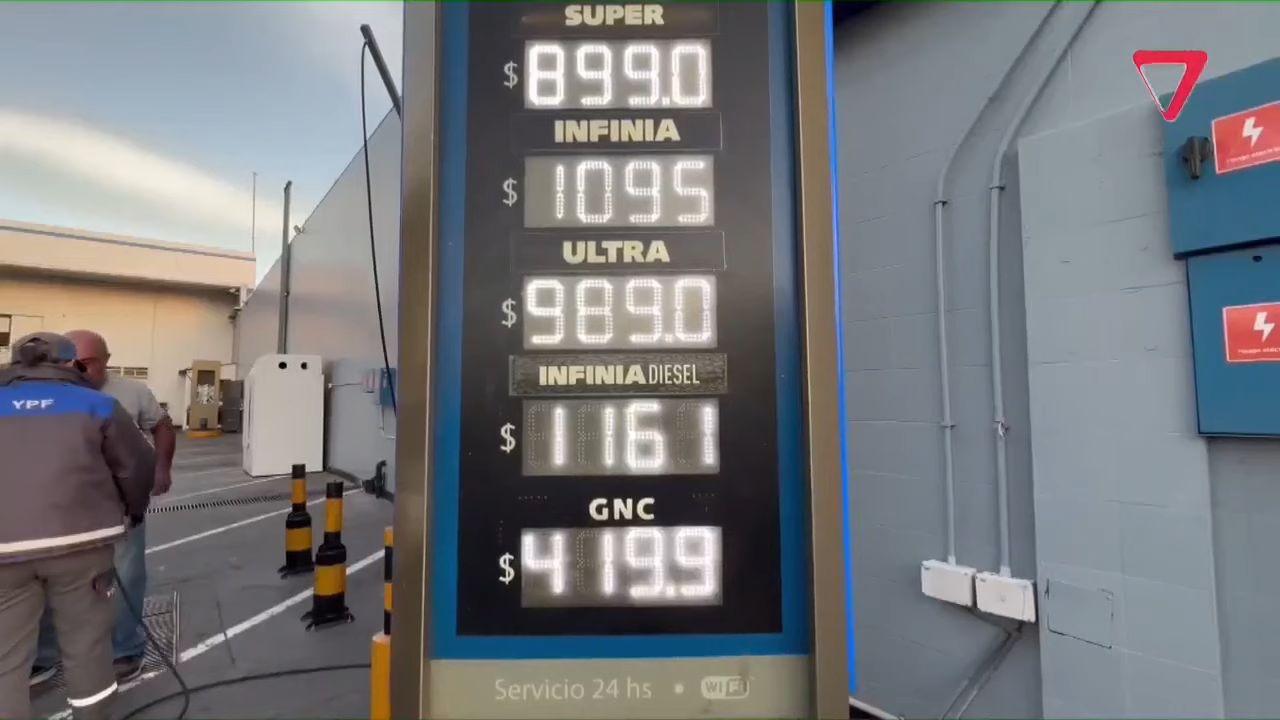 SUPER
$ 899.0
INFINIA
$ 1095
ULTRA
$ 989.0
INFINIA DIESEL
$ 1161
GNC
$ 419.9
Servicio 24 hs • WiFi
YPF